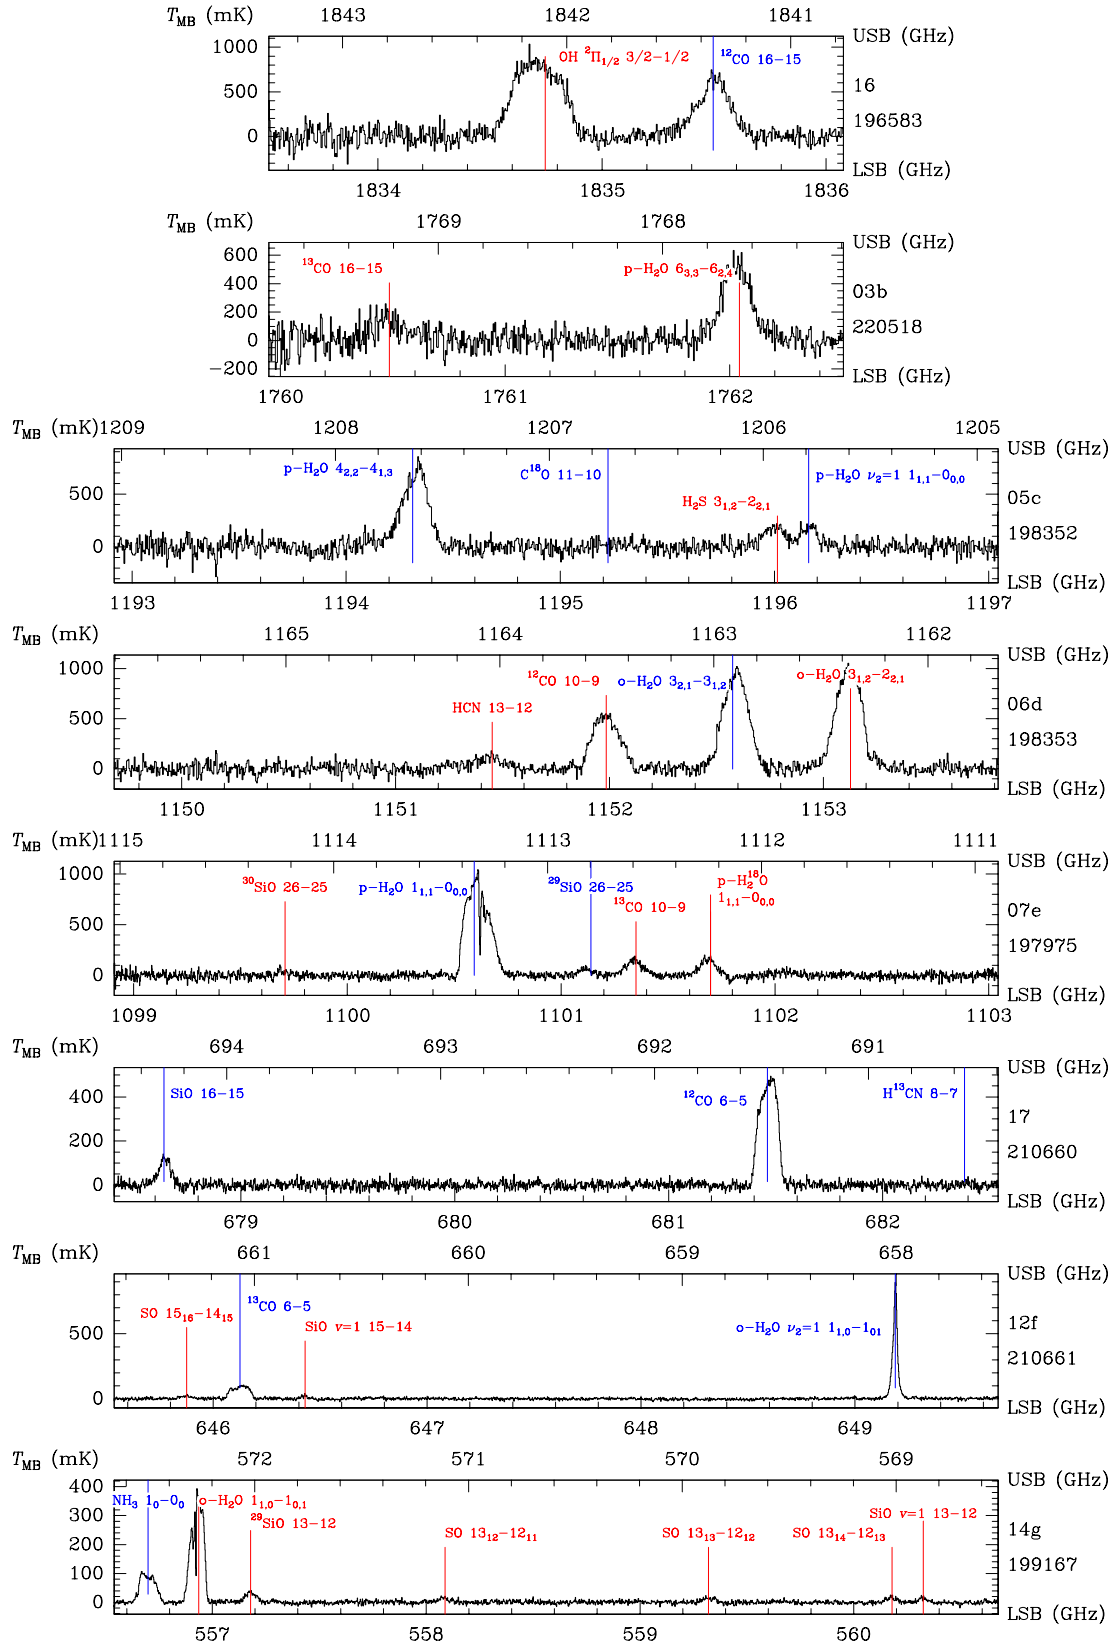 T_MB (mK) 1843 1842 1841 USB (GHz)
1000 OH ²Π₁/₂ 3/2−1/2 ¹²CO 16−15 16
500 196583
0
LSB (GHz)
1834 1835 1836
T_MB (mK) 1769 1768 USB (GHz)
600 ¹³CO 16−15 p−H₂O 6₃,₃−6₂,₄
400 03b
200 220518
0
−200 LSB (GHz)
1760 1761 1762
T_MB (mK) 1209 1208 1207 1206 1205 USB (GHz)
p−H₂O 4₂,₂−4₁,₃ C¹⁸O 11−10 p−H₂O ν₂=1 1₁,₁−0₀,₀
500 H₂S 3₁,₂−2₂,₁ 05c
0 198352
LSB (GHz)
1193 1194 1195 1196 1197
T_MB (mK) 1165 1164 1163 1162 USB (GHz)
1000 ¹²CO 10−9 o−H₂O 3₂,₁−3₁,₂ o−H₂O 3₁,₂−2₂,₁
HCN 13−12 06d
500 198353
0
LSB (GHz)
1150 1151 1152 1153
T_MB (mK) 1115 1114 1113 1112 1111 USB (GHz)
1000 ³⁰SiO 26−25 p−H₂O 1₁,₁−0₀,₀ ²⁹SiO 26−25 p−H₂¹⁸O
¹³CO 10−9 1₁,₁−0₀,₀ 07e
500 197975
0
LSB (GHz)
1099 1100 1101 1102 1103
T_MB (mK) 694 693 692 691 USB (GHz)
400 SiO 16−15 ¹²CO 6−5 H¹³CN 8−7 17
200 210660
0 LSB (GHz)
679 680 681 682
T_MB (mK) 661 660 659 658 USB (GHz)
SO 15₁₆−14₁₅ ¹³CO 6−5 SiO v=1 15−14 o−H₂O ν₂=1 1₁,₀−1₀₁ 12f
500 210661
0 LSB (GHz)
646 647 648 649
T_MB (mK) 572 571 570 569 USB (GHz)
400 NH₃ 1₀−0₀ o−H₂O 1₁,₀−1₀,₁
300 ²⁹SiO 13−12 SO 13₁₂−12₁₁ SO 13₁₃−12₁₂ SO 13₁₄−12₁₃ SiO v=1 13−12 14g
200 199167
100
0 LSB (GHz)
557 558 559 560